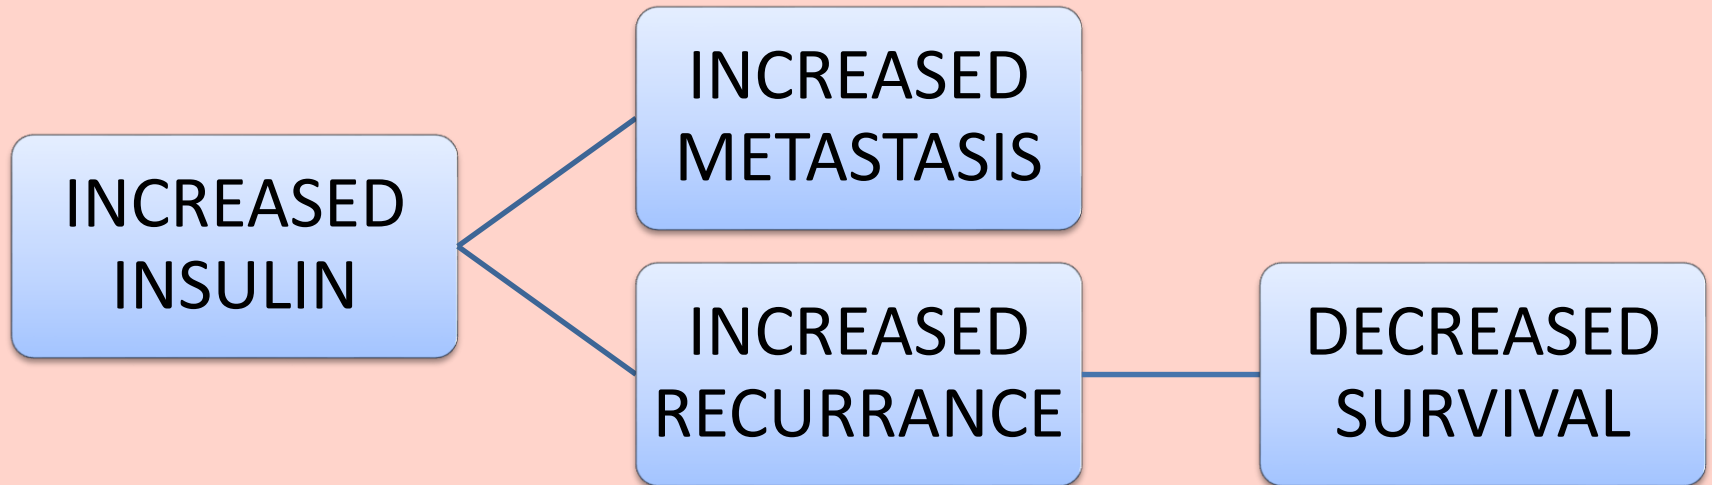 INCREASED
INSULIN
INCREASED
METASTASIS
INCREASED
RECURRANCE
DECREASED
SURVIVAL